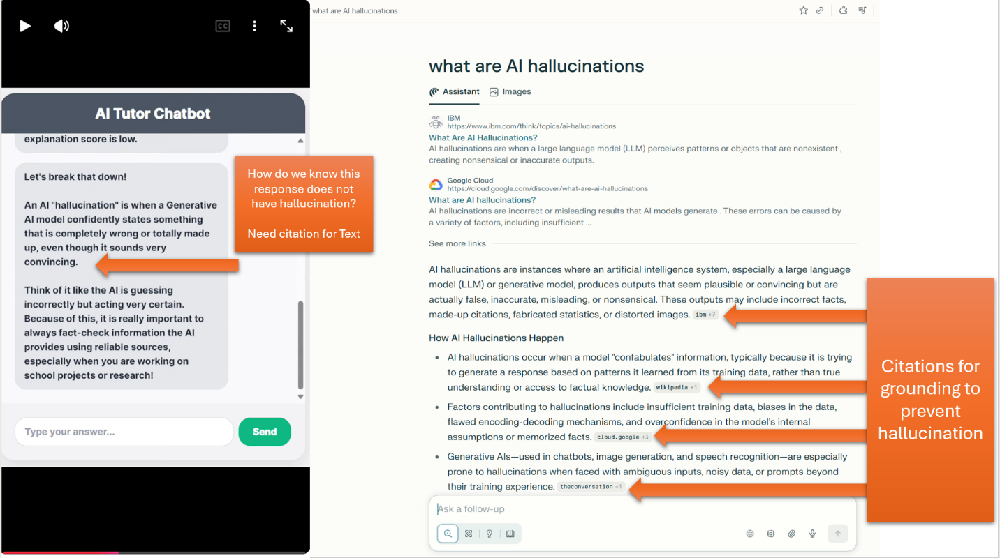 CC
AI Tutor Chatbot
explanation score is low.
Let's break that down!
An AI "hallucination" is when a Generative
AI model confidently states something
that is completely wrong or totally made
up, even though it sounds very
convincing.
Think of it like the AI is guessing
incorrectly but acting very certain.
Because of this, it is really important to
always fact-check information the AI
provides using reliable sources,
especially when you are working on
school projects or research!
Type your answer...
Send
How do we know this
response does not
have hallucination?
Need citation for Text
what are AI hallucinations
what are AI hallucinations
Assistant
Images
IBM
https://www.ibm.com/think/topics/ai-hallucinations
What Are AI Hallucinations?
AI hallucinations are when a large language model (LLM) perceives patterns or objects that are nonexistent ,
creating nonsensical or inaccurate outputs.
Google Cloud
https://cloud.google.com/discover/what-are-ai-hallucinations
What are AI hallucinations?
AI hallucinations are incorrect or misleading results that AI models generate . These errors can be caused by
a variety of factors, including insufficient ...
See more links
AI hallucinations are instances where an artificial intelligence system, especially a large language
model (LLM) or generative model, produces outputs that seem plausible or convincing but are
actually false, inaccurate, misleading, or nonsensical. These outputs may include incorrect facts,
made-up citations, fabricated statistics, or distorted images. ibm +7
How AI Hallucinations Happen
• AI hallucinations occur when a model "confabulates" information, typically because it is trying
to generate a response based on patterns it learned from its training data, rather than true
understanding or access to factual knowledge. wikipedia +1
• Factors contributing to hallucinations include insufficient training data, biases in the data,
flawed encoding-decoding mechanisms, and overconfidence in the model's internal
assumptions or memorized facts. cloud.google +3
• Generative AIs—used in chatbots, image generation, and speech recognition—are especially
prone to hallucinations when faced with ambiguous inputs, noisy data, or prompts beyond
their training experience. theconversation +1
Ask a follow-up
Citations for
grounding to
prevent
hallucination